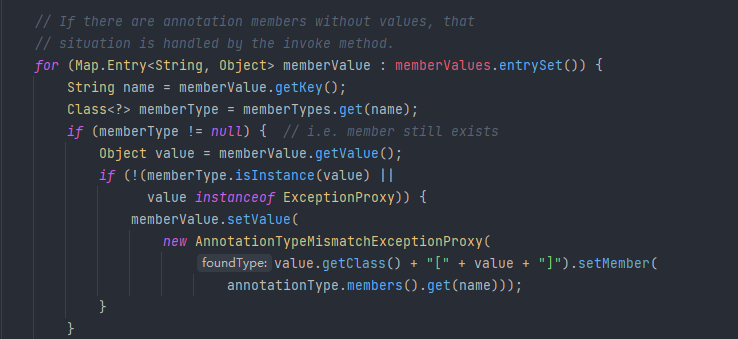 // If there are annotation members without values, that
// situation is handled by the invoke method.
for (Map.Entry<String, Object> memberValue : memberValues.entrySet()) {
String name = memberValue.getKey();
Class<?> memberType = memberTypes.get(name);
if (memberType != null) {  // i.e. member still exists
Object value = memberValue.getValue();
if (!(memberType.isInstance(value) ||
value instanceof ExceptionProxy)) {
memberValue.setValue(
new AnnotationTypeMismatchExceptionProxy(
foundType: value.getClass() + "[" + value + "]").setMember(
annotationType.members().get(name)));
}
}